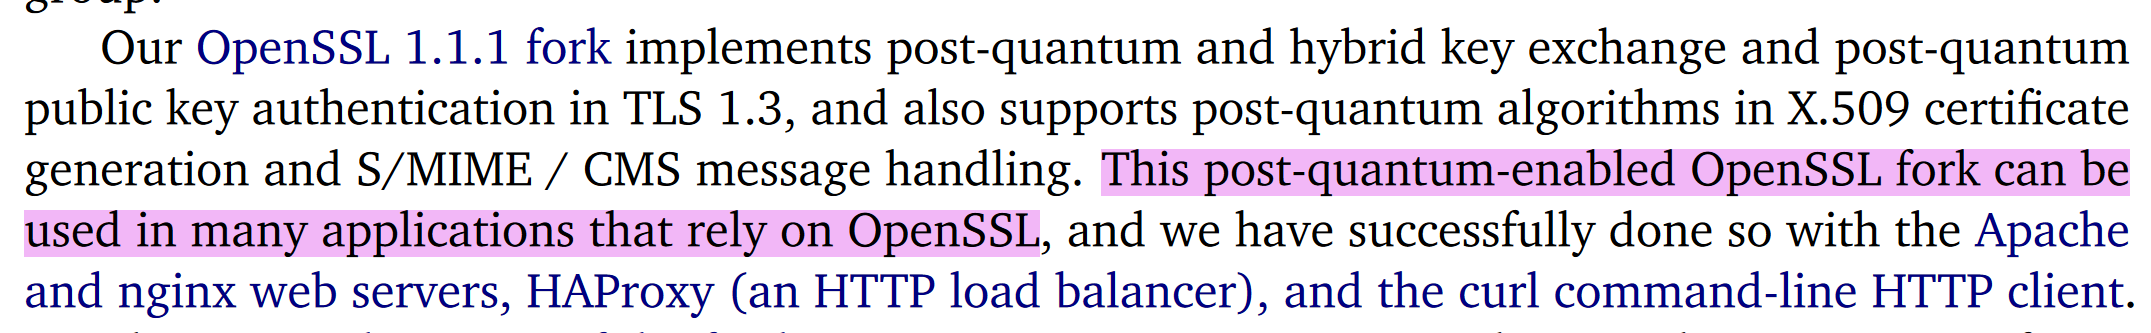 group.
Our OpenSSL 1.1.1 fork implements post-quantum and hybrid key exchange and post-quantum
public key authentication in TLS 1.3, and also supports post-quantum algorithms in X.509 certificate
generation and S/MIME / CMS message handling. This post-quantum-enabled OpenSSL fork can be
used in many applications that rely on OpenSSL, and we have successfully done so with the Apache
and nginx web servers, HAProxy (an HTTP load balancer), and the curl command-line HTTP client.